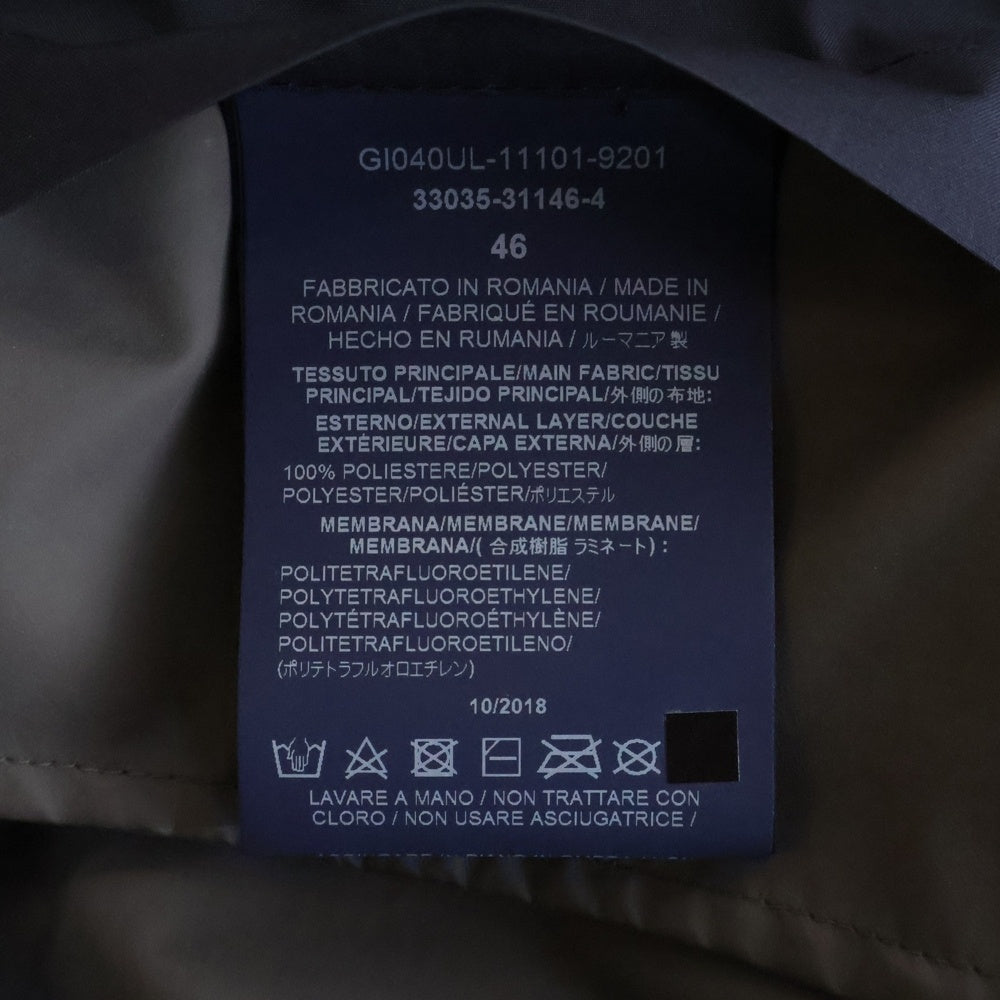 GI040UL-11101-9201
33035-31146-4
46
FABBRICATO IN ROMANIA / MADE IN
ROMANIA / FABRIQUÉ EN ROUMANIE /
HECHO EN RUMANIA / ルーマニア製
TESSUTO PRINCIPALE/MAIN FABRIC/TISSU
PRINCIPAL/TEJIDO PRINCIPAL/外側の布地:
ESTERNO/EXTERNAL LAYER/COUCHE
EXTÉRIEURE/CAPA EXTERNA/外側の層:
100% POLIESTERE/POLYESTER/
POLYESTER/POLIÉSTER/ポリエステル
MEMBRANA/MEMBRANE/MEMBRANE/
MEMBRANA/(合成樹脂 ラミネート):
POLITETRAFLUOROETILENE/
POLYTETRAFLUOROETHYLENE/
POLYTÉTRAFLUOROÉTHYLÈNE/
POLITETRAFLUOROETILENO/
(ポリテトラフルオロエチレン)
10/2018
LAVARE A MANO / NON TRATTARE CON
CLORO / NON USARE ASCIUGATRICE /